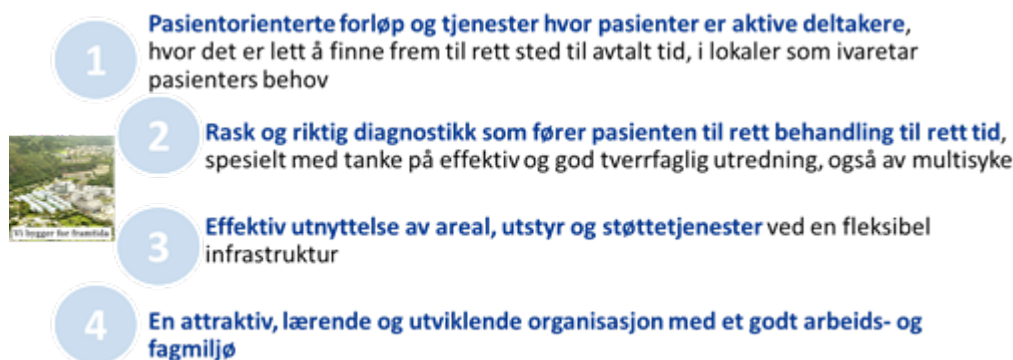 1
Pasientorienterte forløp og tjenester hvor pasienter er aktive deltakere,
hvor det er lett å finne frem til rett sted til avtalt tid, i lokaler som ivaretar
pasienters behov
2
Rask og riktig diagnostikk som fører pasienten til rett behandling til rett tid,
spesielt med tanke på effektiv og god tverrfaglig utredning, også av multisyke
Vi bygger for framtida
3
Effektiv utnyttelse av areal, utstyr og støttetjenester ved en fleksibel
infrastruktur
4
En attraktiv, lærende og utviklende organisasjon med et godt arbeids- og
fagmiljø